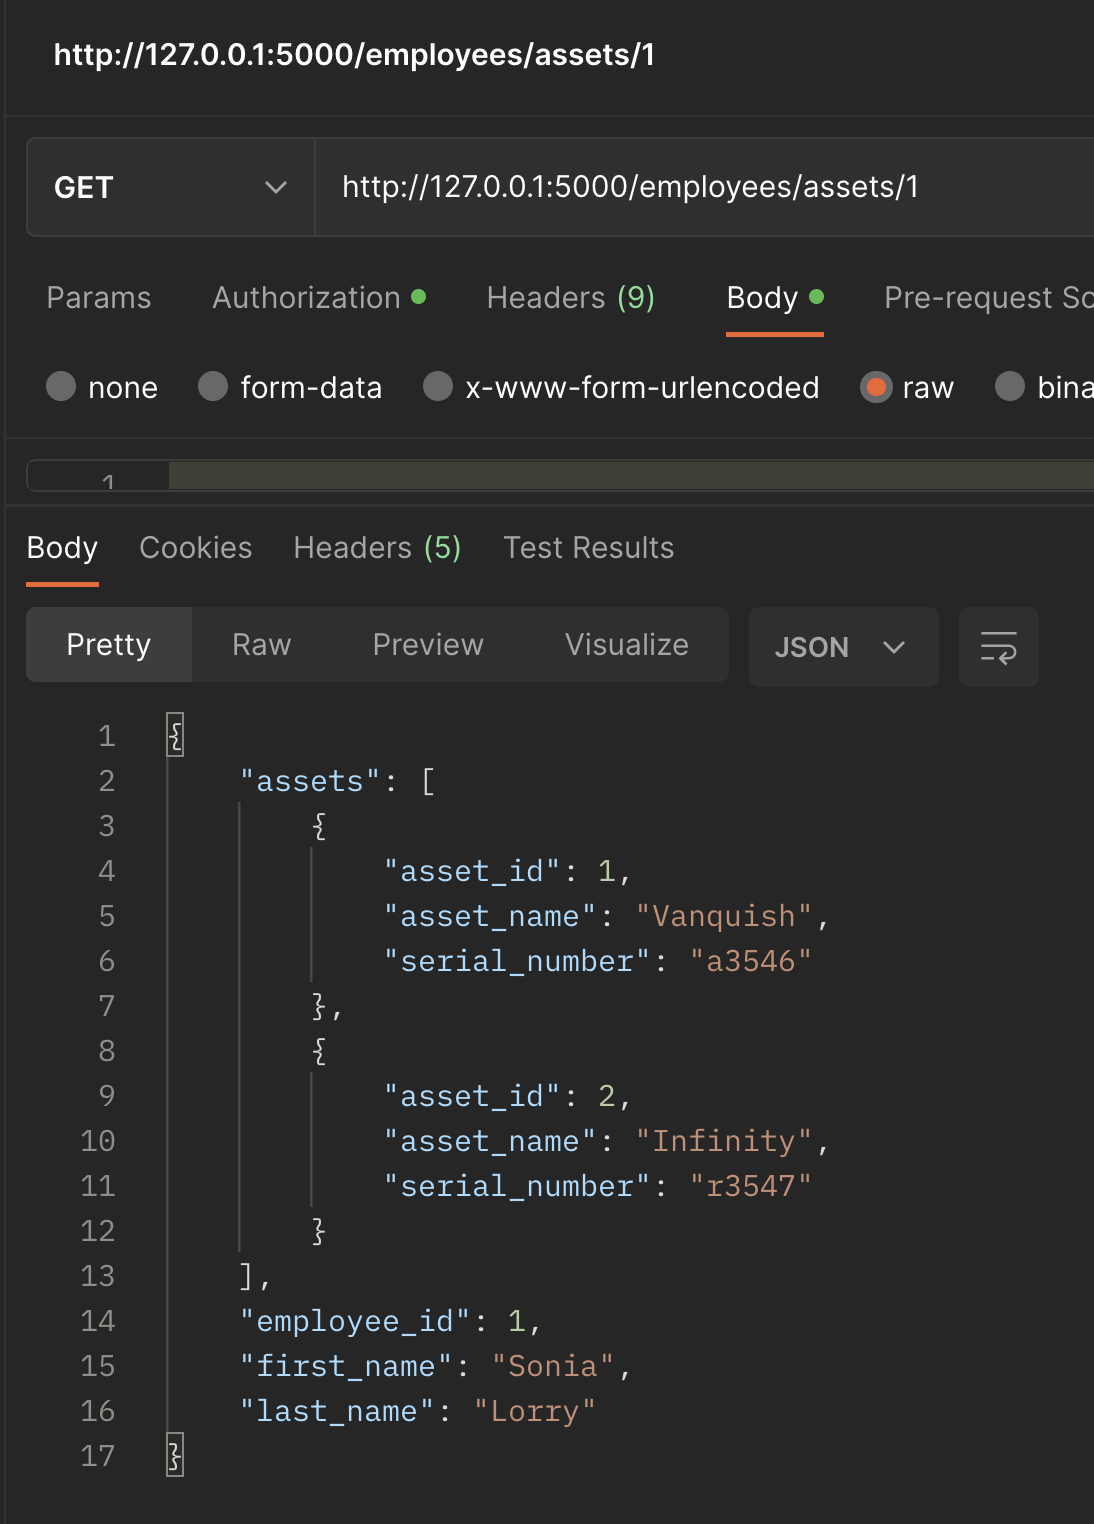 http://127.0.0.1:5000/employees/assets/1
GET http://127.0.0.1:5000/employees/assets/1
Params Authorization Headers (9) Body Pre-request Sc
none form-data x-www-form-urlencoded raw bina
1
Body Cookies Headers (5) Test Results
Pretty Raw Preview Visualize JSON
1 {
2 "assets": [
3 {
4 "asset_id": 1,
5 "asset_name": "Vanquish",
6 "serial_number": "a3546"
7 },
8 {
9 "asset_id": 2,
10 "asset_name": "Infinity",
11 "serial_number": "r3547"
12 }
13 ],
14 "employee_id": 1,
15 "first_name": "Sonia",
16 "last_name": "Lorry"
17 }